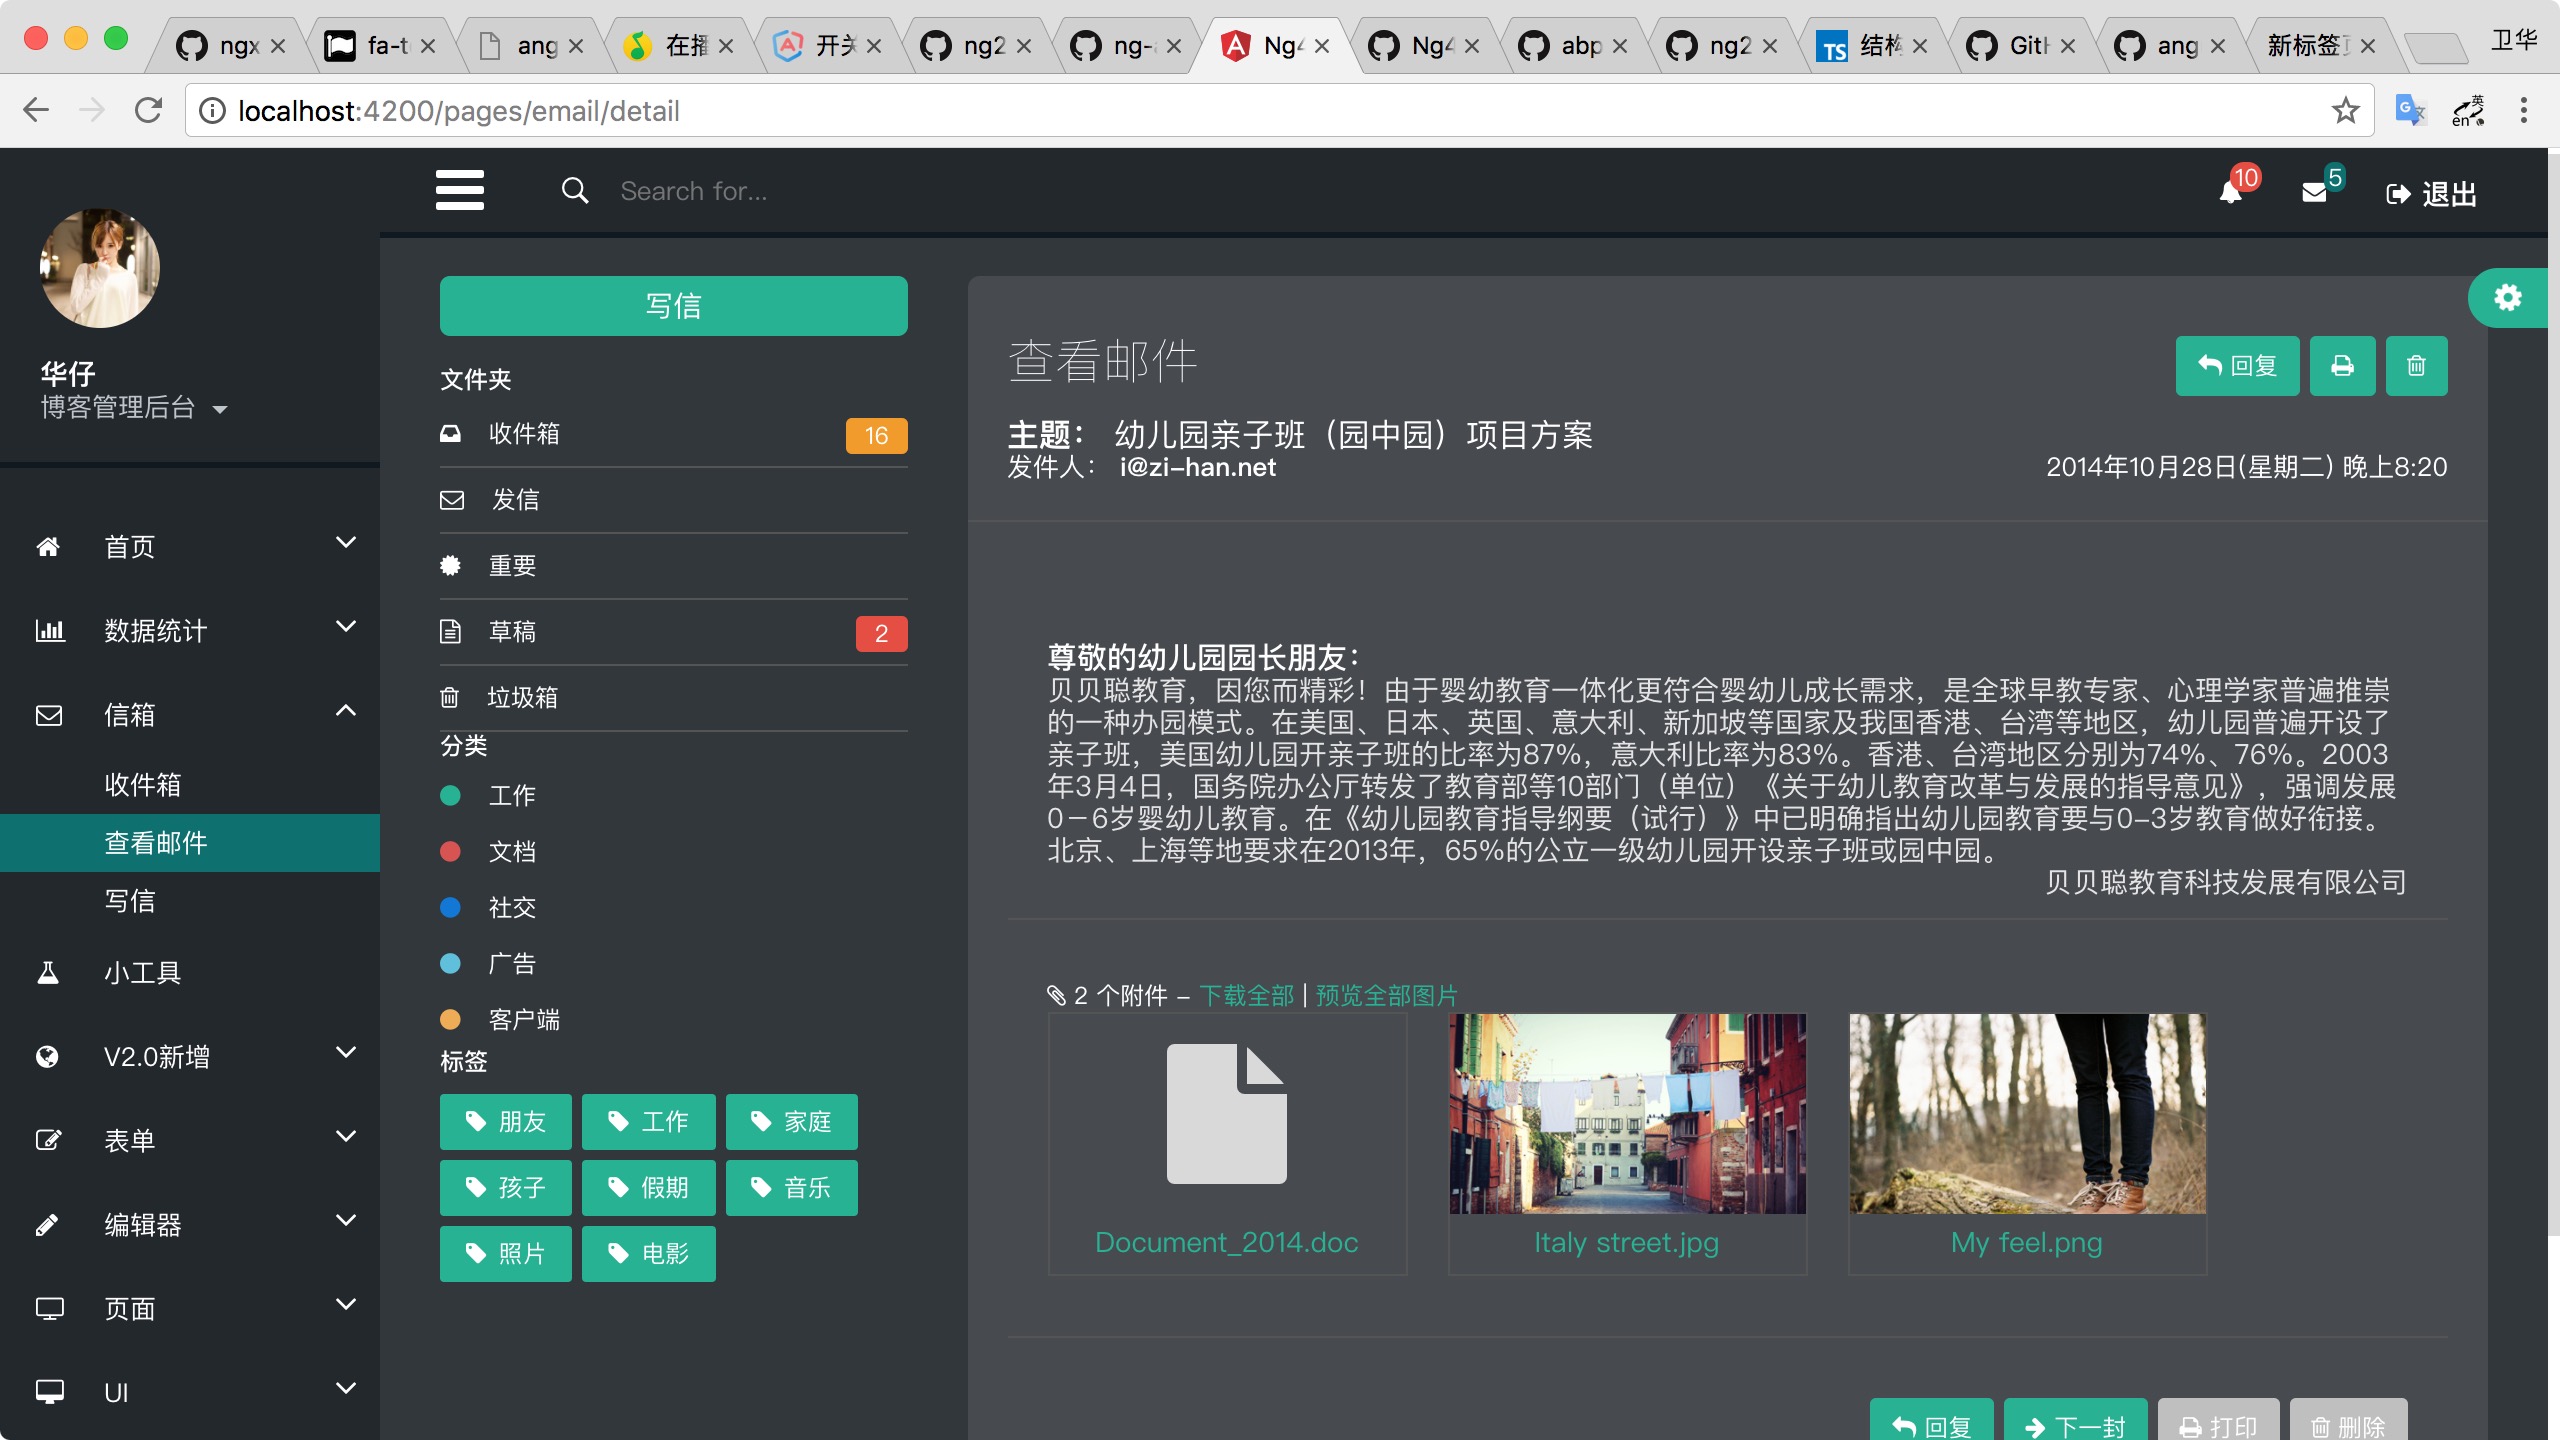 ngx
fa-t
ang
在播
开关
ng2
ng-
Ng4
Ng4
abp
ng2
TS
结构
GitH
ang
新标签页
卫华
localhost:4200/pages/email/detail
英
en
Search for...
10
5
退出
华仔
博客管理后台
首页
数据统计
信箱
收件箱
查看邮件
写信
小工具
V2.0新增
表单
编辑器
页面
UI
写信
文件夹
收件箱 16
发信
重要
草稿 2
垃圾箱
分类
工作
文档
社交
广告
客户端
标签
朋友 工作 家庭
孩子 假期 音乐
照片 电影
查看邮件
回复
主题： 幼儿园亲子班（园中园）项目方案
发件人： i@zi-han.net 2014年10月28日(星期二) 晚上8:20
尊敬的幼儿园园长朋友：
贝贝聪教育，因您而精彩！由于婴幼教育一体化更符合婴幼儿成长需求，是全球早教专家、心理学家普遍推崇
的一种办园模式。在美国、日本、英国、意大利、新加坡等国家及我国香港、台湾等地区，幼儿园普遍开设了
亲子班，美国幼儿园开亲子班的比率为87%，意大利比率为83%。香港、台湾地区分别为74%、76%。2003
年3月4日，国务院办公厅转发了教育部等10部门（单位）《关于幼儿教育改革与发展的指导意见》，强调发展
0－6岁婴幼儿教育。在《幼儿园教育指导纲要（试行）》中已明确指出幼儿园教育要与0-3岁教育做好衔接。
北京、上海等地要求在2013年，65%的公立一级幼儿园开设亲子班或园中园。
贝贝聪教育科技发展有限公司
2 个附件 - 下载全部 | 预览全部图片
Document_2014.doc
Italy street.jpg
My feel.png
回复 下一封 打印 删除